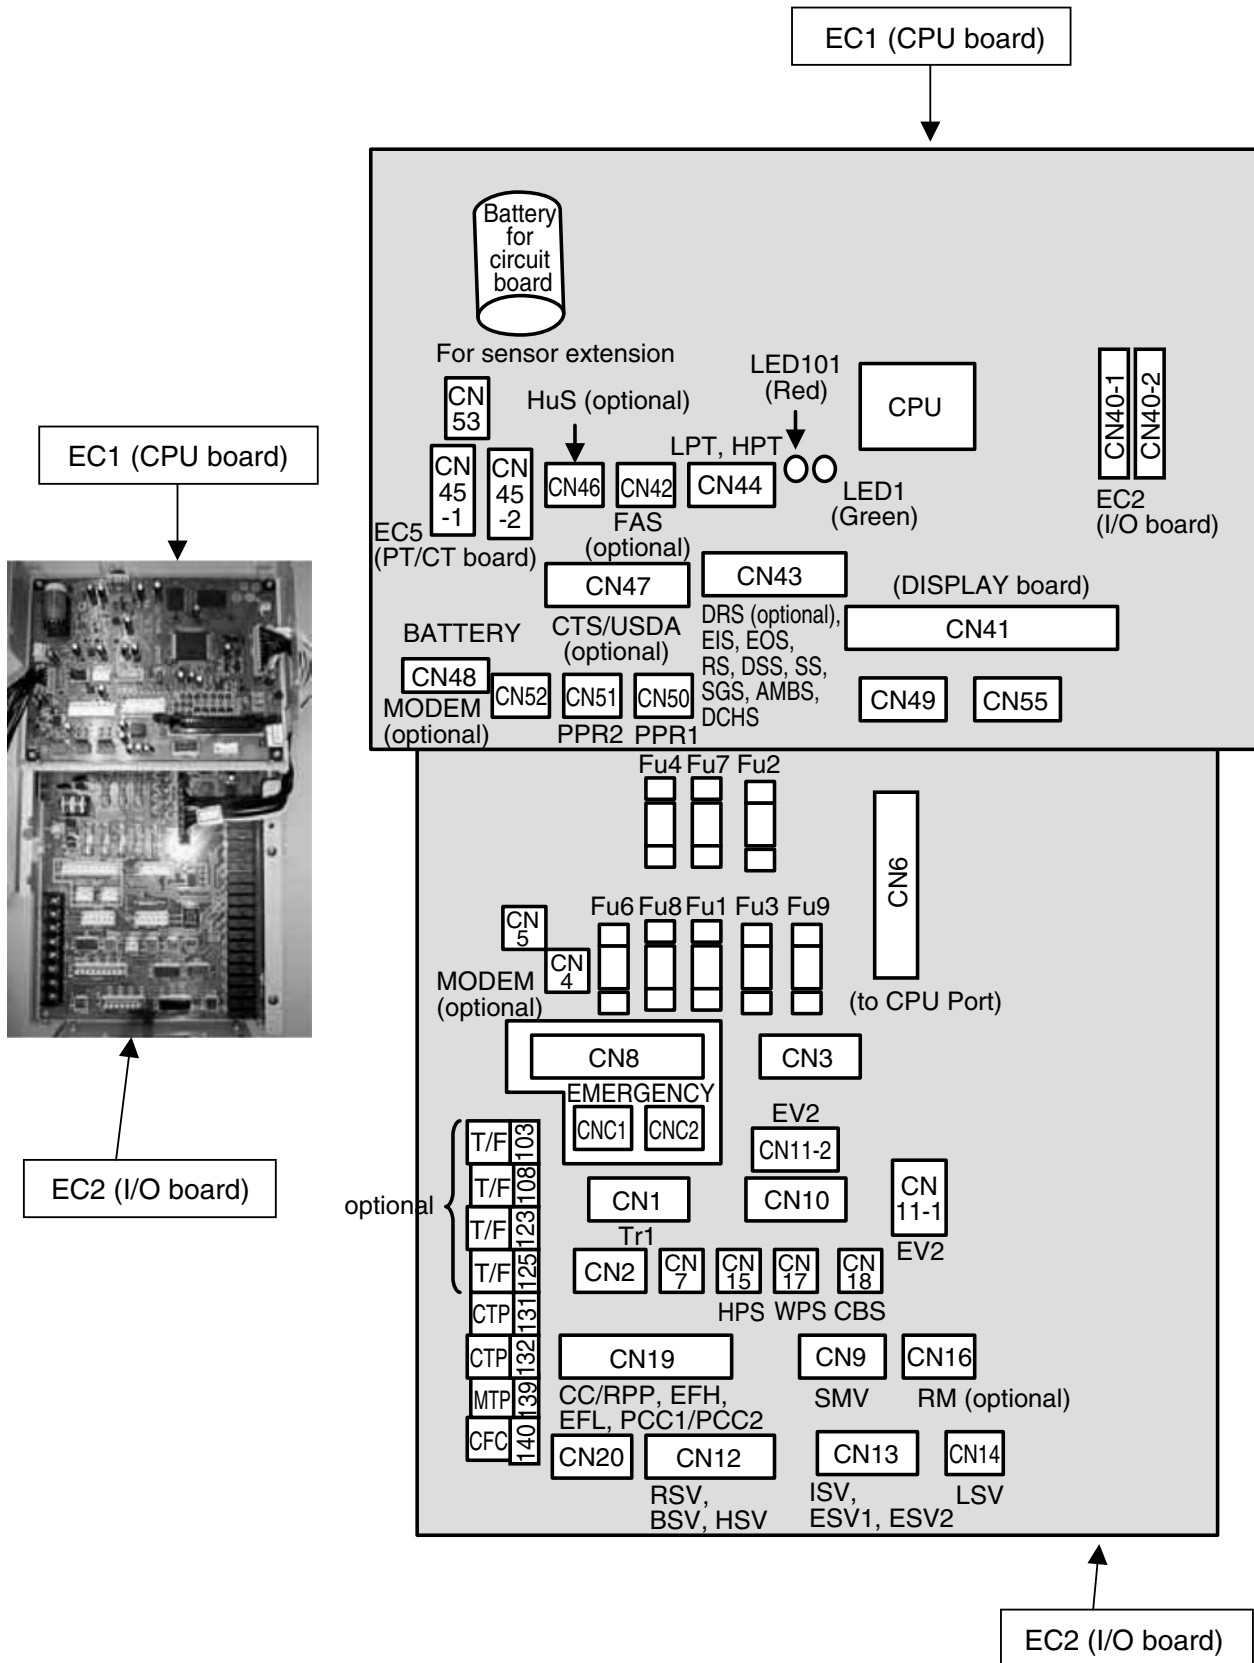 EC1 (CPU board)
Battery
for
circuit
board
For sensor extension
CN
53
HuS (optional)
LED101
(Red)
CPU
CN40-1
CN40-2
EC1 (CPU board)
CN
45
-1
CN
45
-2
CN46
CN42
LPT, HPT
CN44
LED1
(Green)
EC2
(I/O board)
EC5
(PT/CT board)
FAS
(optional)
CN47
CN43
(DISPLAY board)
CN41
BATTERY
CTS/USDA
(optional)
DRS (optional),
EIS, EOS,
RS, DSS, SS,
SGS, AMBS,
DCHS
CN48
CN52
CN51
CN50
CN49
CN55
MODEM
(optional)
PPR2
PPR1
Fu4
Fu7
Fu2
CN6
Fu6
Fu8
Fu1
Fu3
Fu9
CN
5
CN
4
MODEM
(optional)
(to CPU Port)
CN8
CN3
EMERGENCY
CNC1
CNC2
EV2
CN11-2
T/F
103
optional
T/F
108
CN1
CN10
CN
11-1
EC2 (I/O board)
T/F
123
Tr1
EV2
T/F
125
CN2
CN
7
CN
15
CN
17
CN
18
CTP
131
HPS
WPS
CBS
CTP
132
CN19
CN9
CN16
MTP
139
CC/RPP, EFH,
EFL, PCC1/PCC2
SMV
RM (optional)
CFC
140
CN20
CN12
CN13
CN14
RSV,
BSV, HSV
ISV,
ESV1, ESV2
LSV
EC2 (I/O board)